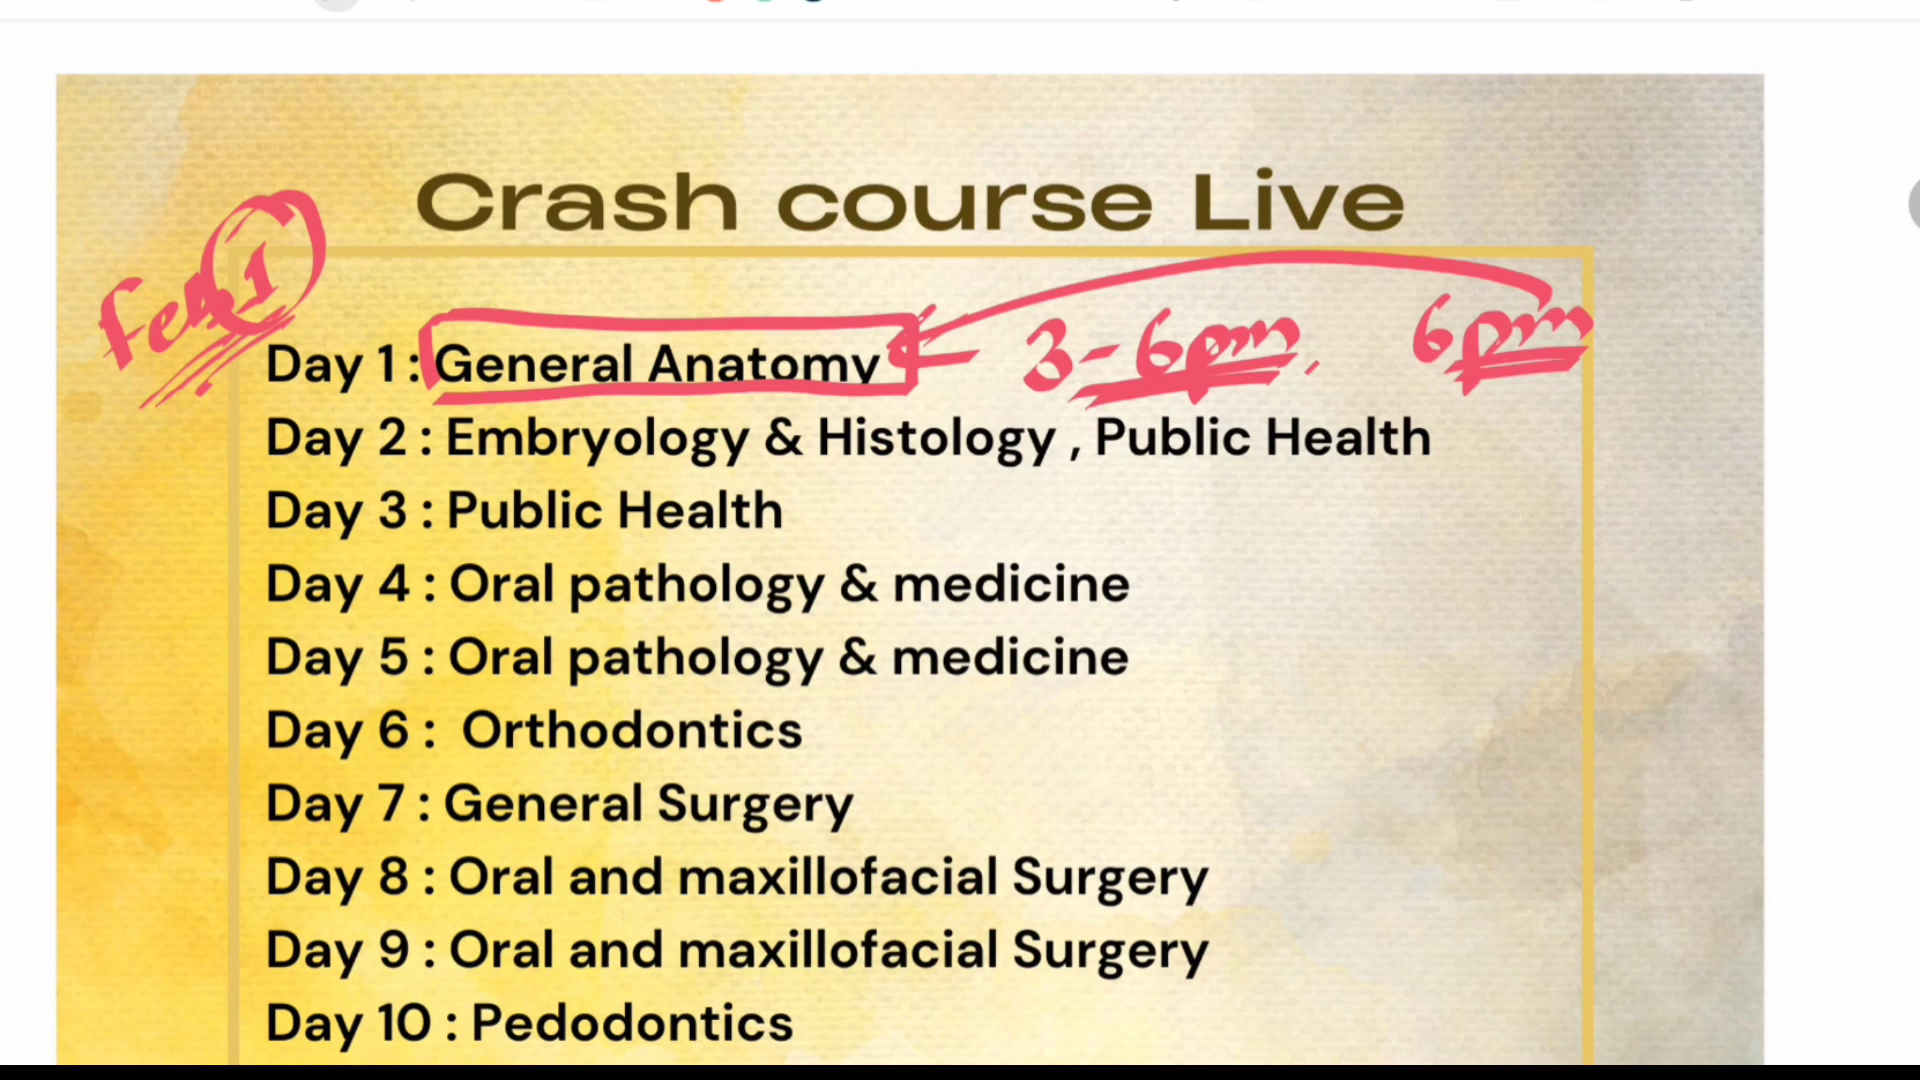 Crash course Live
Feb 1
Day 1 : General Anatomy 3-6pm, 6pm
Day 2 : Embryology & Histology , Public Health
Day 3 : Public Health
Day 4 : Oral pathology & medicine
Day 5 : Oral pathology & medicine
Day 6 : Orthodontics
Day 7 : General Surgery
Day 8 : Oral and maxillofacial Surgery
Day 9 : Oral and maxillofacial Surgery
Day 10 : Pedodontics